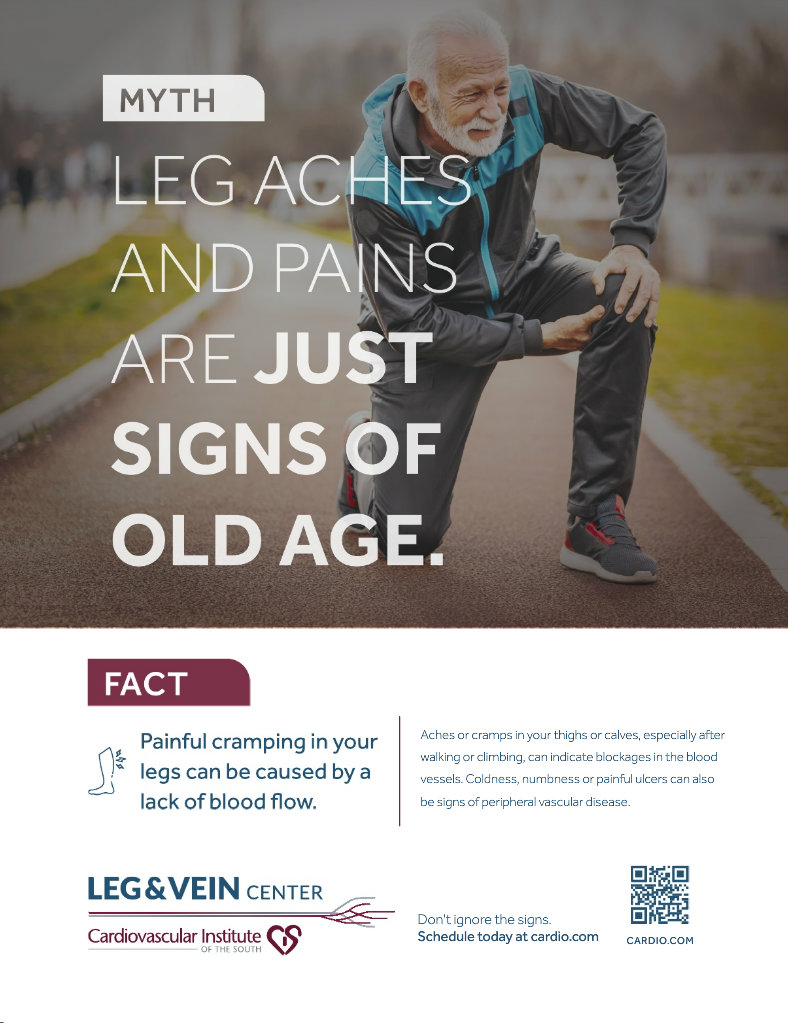 MYTH
LEG ACHES
AND PAINS
ARE JUST
SIGNS OF
OLD AGE.
FACT
Painful cramping in your
legs can be caused by a
lack of blood flow.
Aches or cramps in your thighs or calves, especially after
walking or climbing, can indicate blockages in the blood
vessels. Coldness, numbness or painful ulcers can also
be signs of peripheral vascular disease.
LEG & VEIN CENTER
Cardiovascular Institute
OF THE SOUTH
Don't ignore the signs.
Schedule today at cardio.com
CARDIO.COM